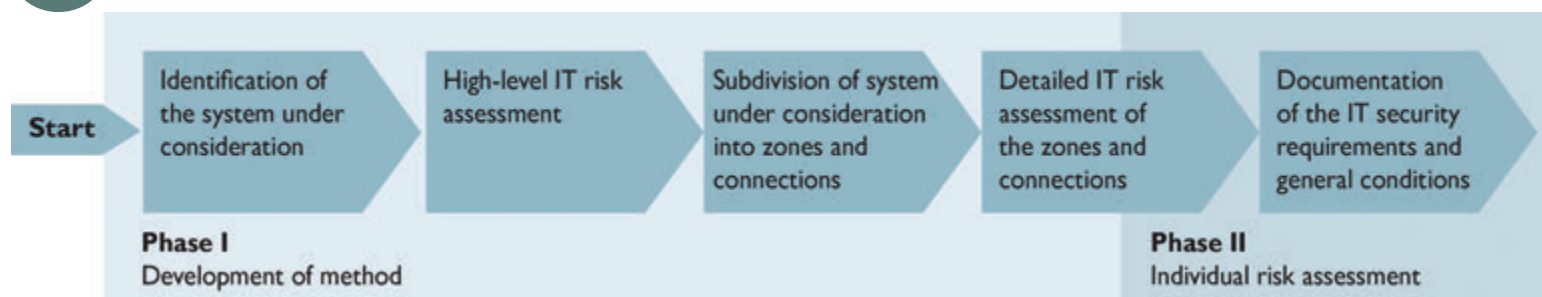 Start
Identification of
the system under
consideration
High-level IT risk
assessment
Subdivision of system
under consideration
into zones and
connections
Detailed IT risk
assessment of
the zones and
connections
Documentation
of the IT security
requirements and
general conditions
Phase I
Development of method
Phase II
Individual risk assessment